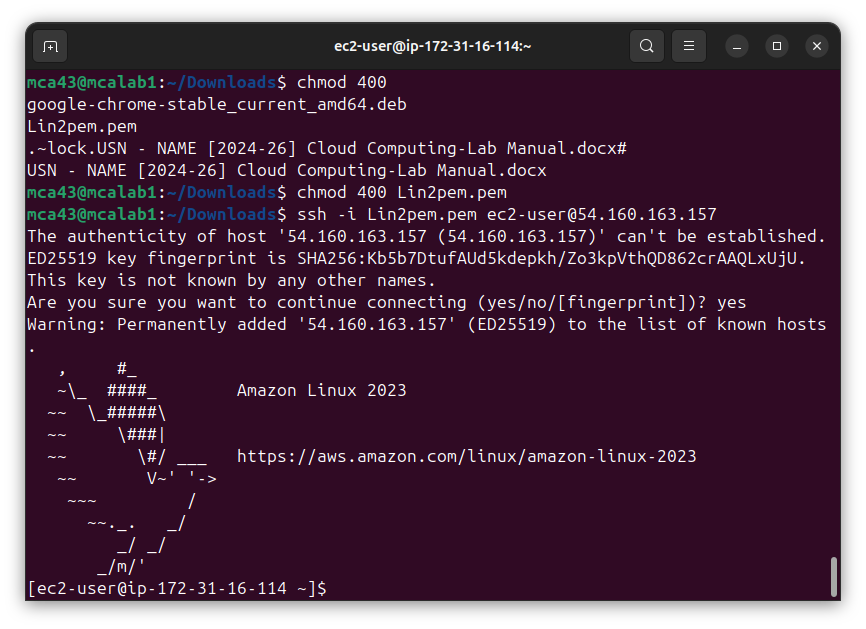 ec2-user@ip-172-31-16-114:~
mca43@mcalab1:~/Downloads$ chmod 400
google-chrome-stable_current_amd64.deb
Lin2pem.pem
.~lock.USN - NAME [2024-26] Cloud Computing-Lab Manual.docx#
USN - NAME [2024-26] Cloud Computing-Lab Manual.docx
mca43@mcalab1:~/Downloads$ chmod 400 Lin2pem.pem
mca43@mcalab1:~/Downloads$ ssh -i Lin2pem.pem ec2-user@54.160.163.157
The authenticity of host '54.160.163.157 (54.160.163.157)' can't be established.
ED25519 key fingerprint is SHA256:Kb5b7DtufAUd5kdepkh/Zo3kpVthQD862crAAQLxUjU.
This key is not known by any other names.
Are you sure you want to continue connecting (yes/no/[fingerprint])? yes
Warning: Permanently added '54.160.163.157' (ED25519) to the list of known hosts
.
   ,     #_
   ~\_  ####_        Amazon Linux 2023
  ~~  \_#####\
  ~~     \###|
  ~~       \#/ ___   https://aws.amazon.com/linux/amazon-linux-2023
   ~~       V~' '->
    ~~~         /
      ~~._.   _/
         _/ _/
       _/m/'
[ec2-user@ip-172-31-16-114 ~]$